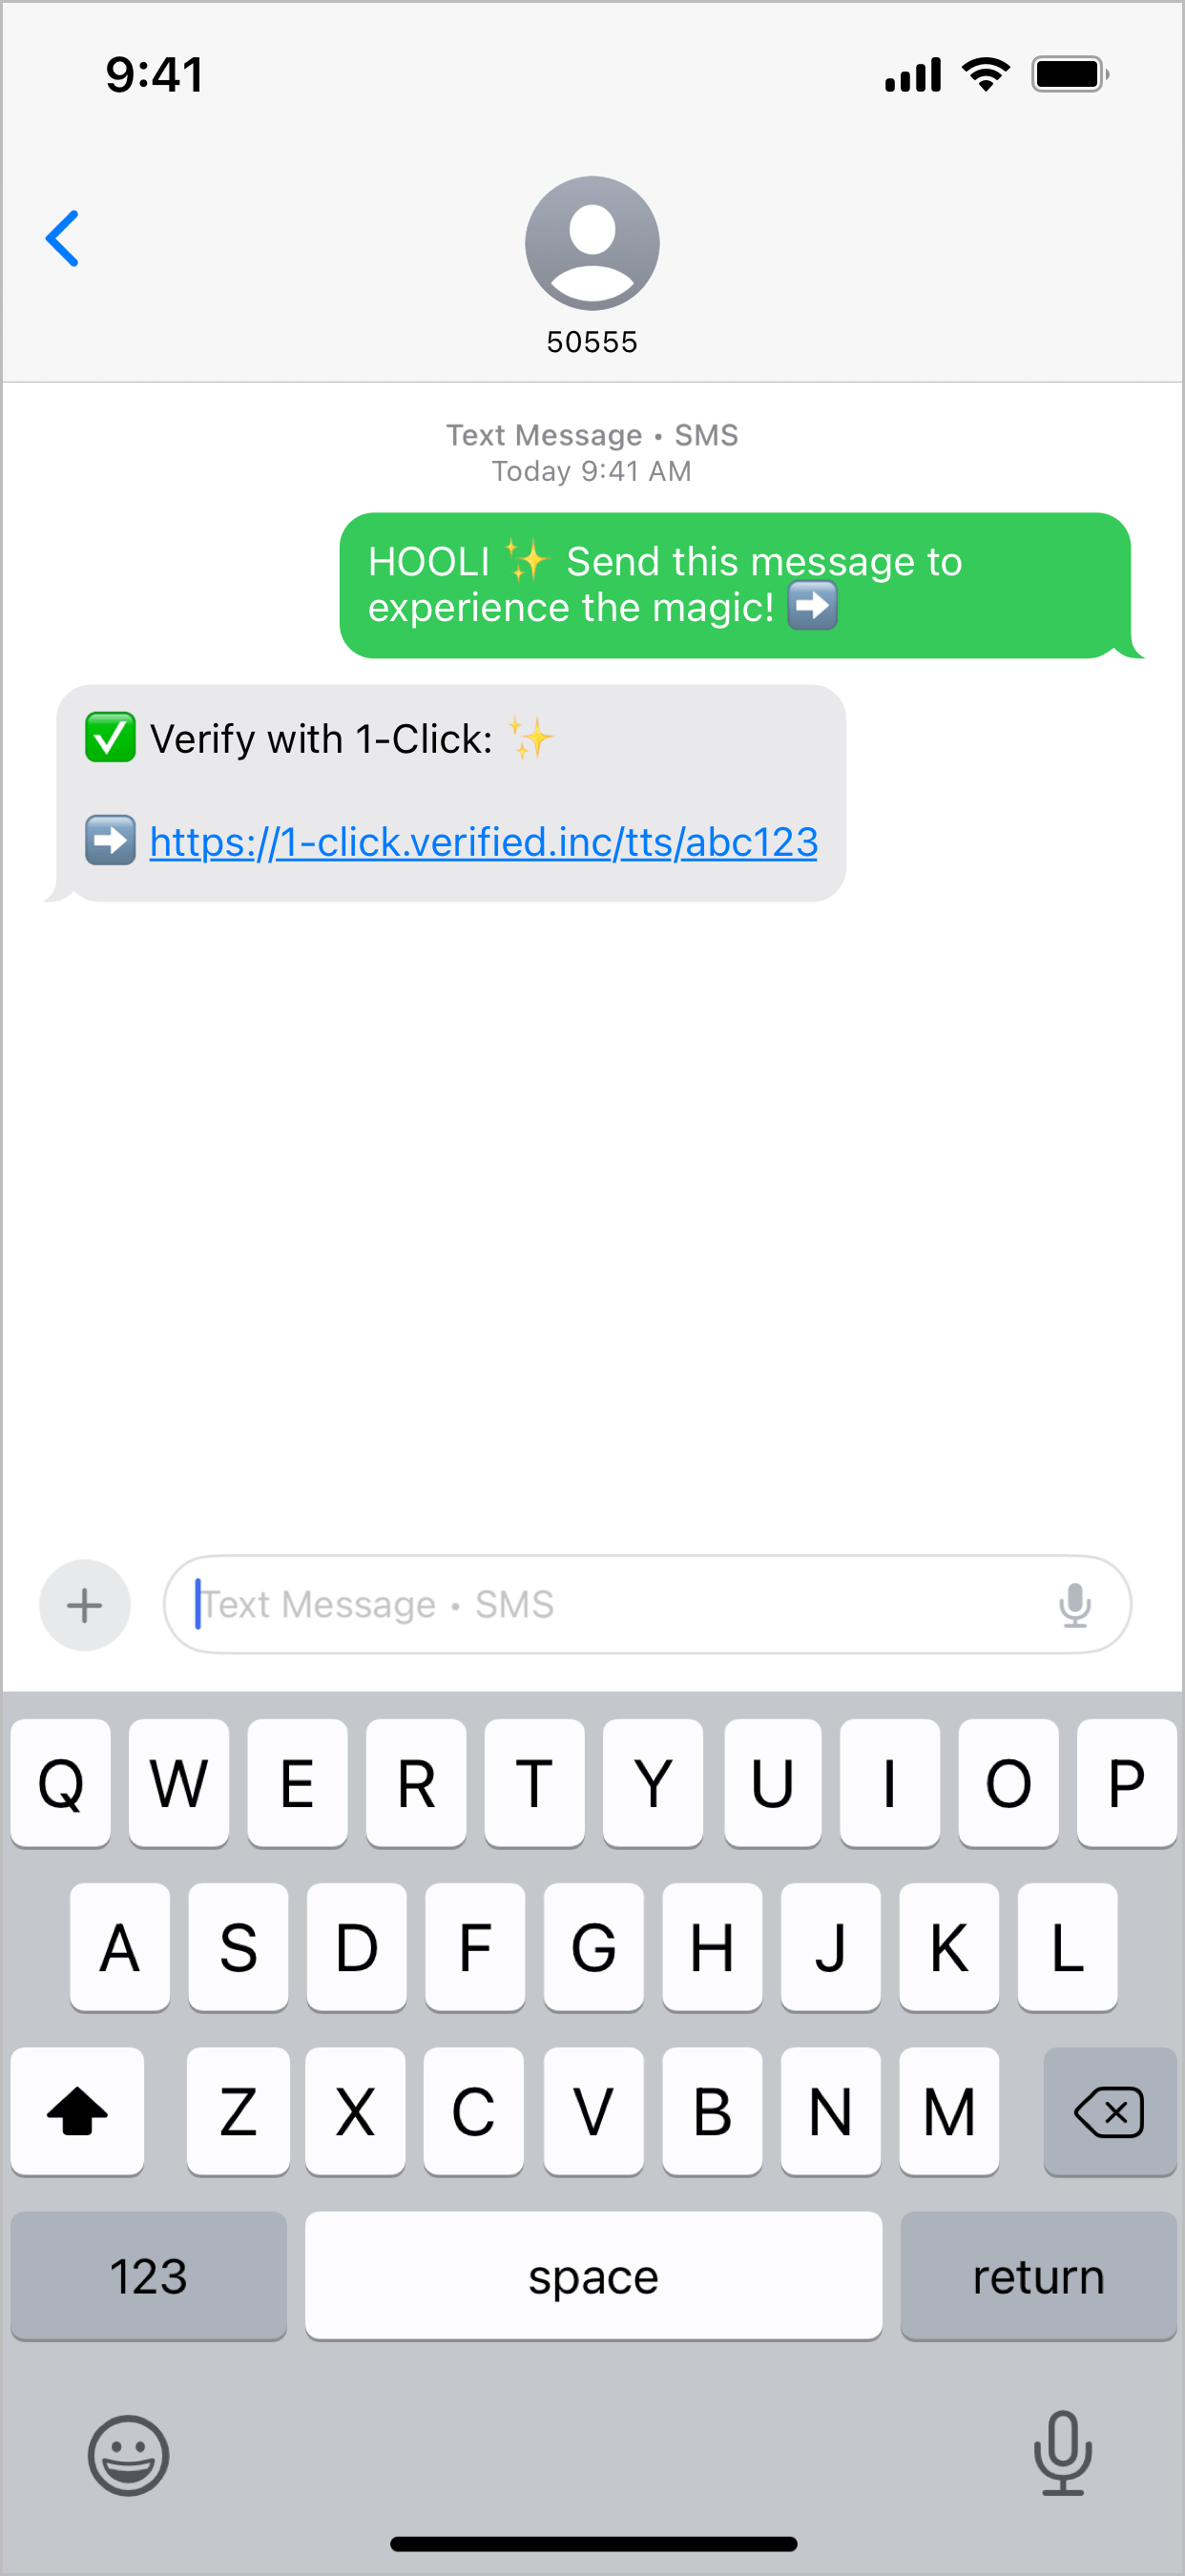 9:41
50555
Text Message • SMS
Today 9:41 AM
HOOLI ✨ Send this message to
experience the magic! ➡️
✅ Verify with 1-Click: ✨
➡️ https://1-click.verified.inc/tts/abc123
Text Message • SMS
Q W E R T Y U I O P
A S D F G H J K L
Z X C V B N M
123 space return